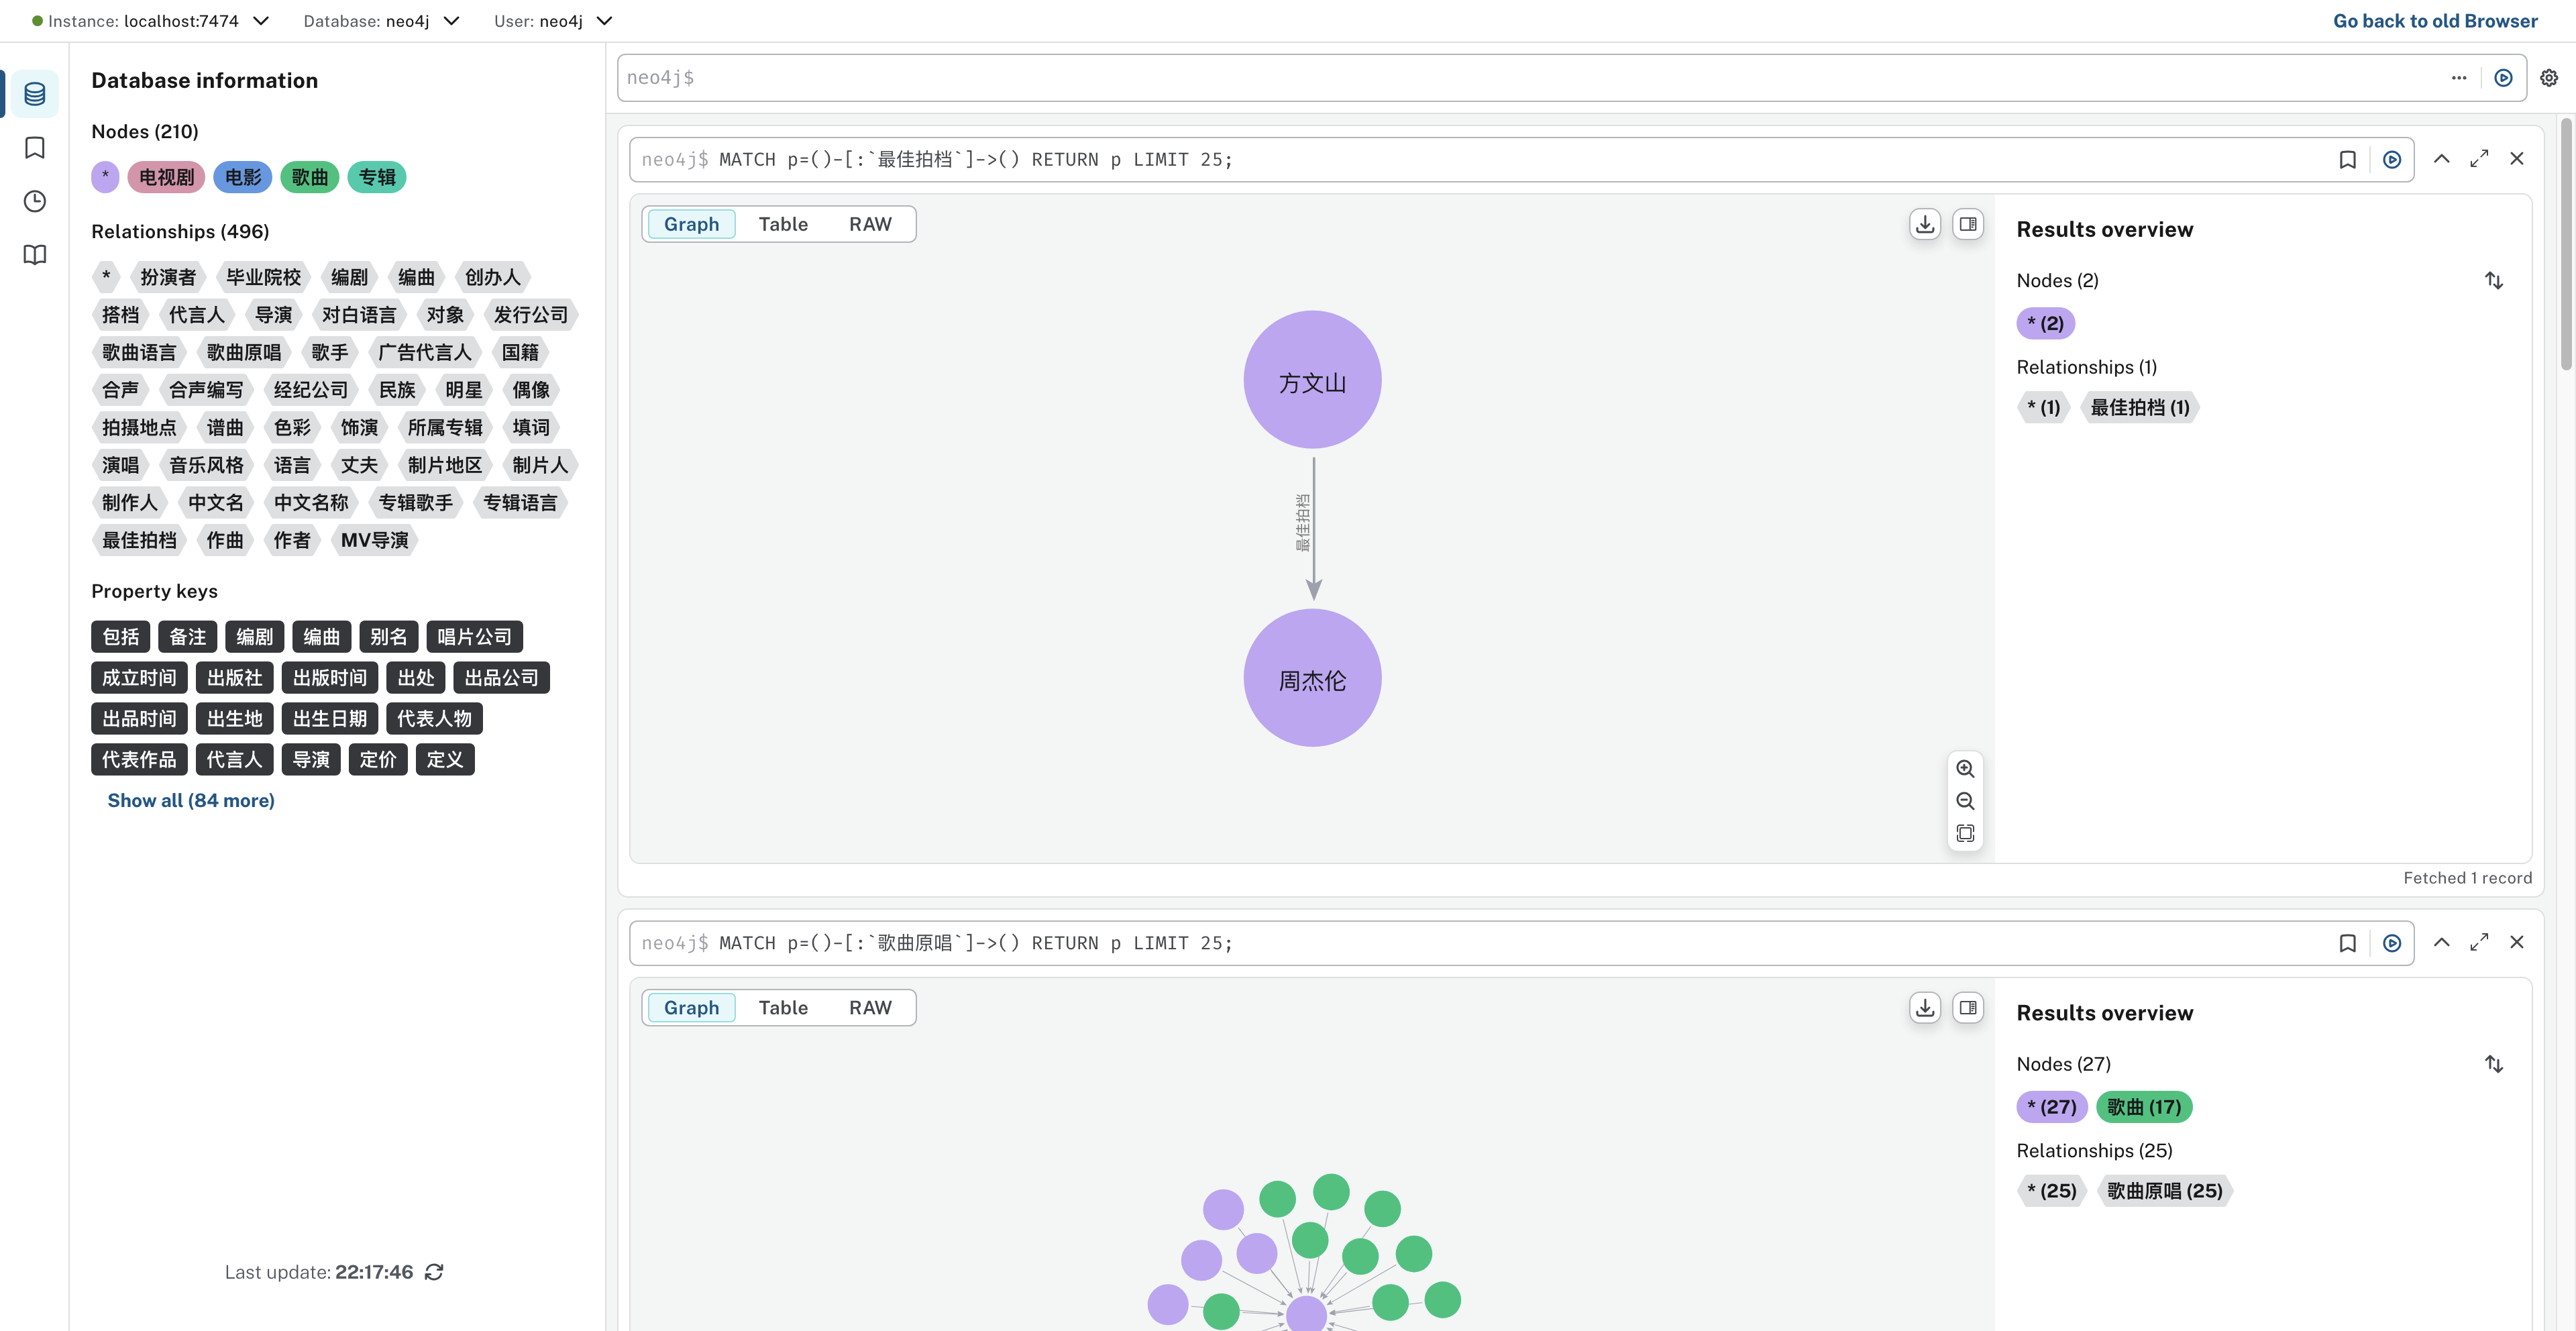 Instance: localhost:7474 Database: neo4j User: neo4j Go back to old Browser
Database information
Nodes (210)
* 电视剧 电影 歌曲 专辑
Relationships (496)
* 扮演者 毕业院校 编剧 编曲 创办人
搭档 代言人 导演 对白语言 对象 发行公司
歌曲语言 歌曲原唱 歌手 广告代言人 国籍
合声 合声编写 经纪公司 民族 明星 偶像
拍摄地点 谱曲 色彩 饰演 所属专辑 填词
演唱 音乐风格 语言 丈夫 制片地区 制片人
制作人 中文名 中文名称 专辑歌手 专辑语言
最佳拍档 作曲 作者 MV导演
Property keys
包括 备注 编剧 编曲 别名 唱片公司
成立时间 出版社 出版时间 出处 出品公司
出品时间 出生地 出生日期 代表人物
代表作品 代言人 导演 定价 定义
Show all (84 more)
Last update: 22:17:46
neo4j$
neo4j$ MATCH p=()-[:`最佳拍档`]->() RETURN p LIMIT 25;
Graph Table RAW
方文山
最佳拍档
周杰伦
Results overview
Nodes (2)
* (2)
Relationships (1)
* (1) 最佳拍档 (1)
Fetched 1 record
neo4j$ MATCH p=()-[:`歌曲原唱`]->() RETURN p LIMIT 25;
Graph Table RAW
Results overview
Nodes (27)
* (27) 歌曲 (17)
Relationships (25)
* (25) 歌曲原唱 (25)